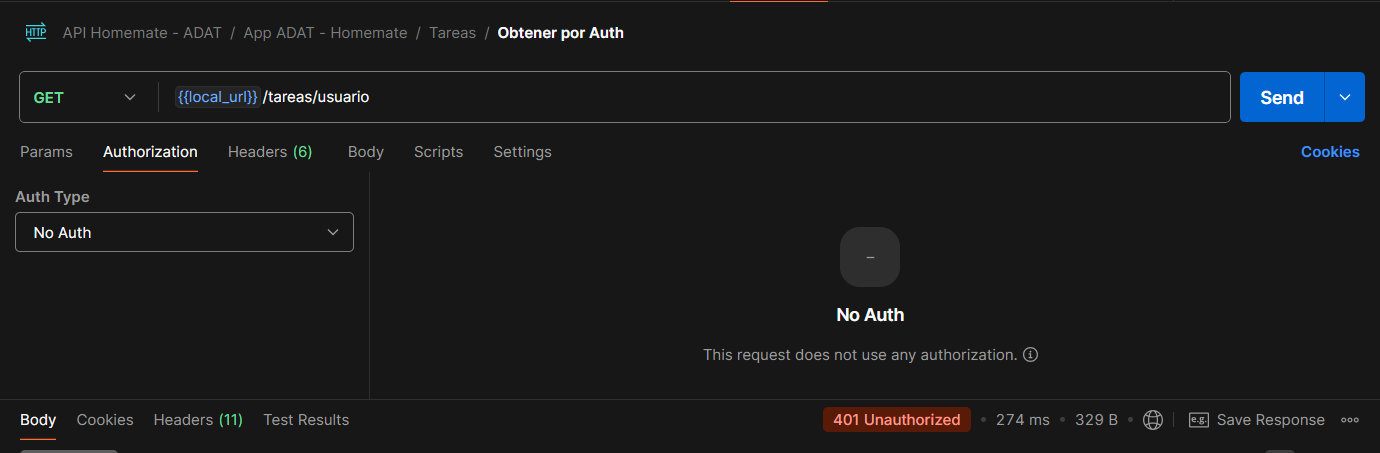 HTTP API Homemate - ADAT / App ADAT - Homemate / Tareas / Obtener por Auth
GET {{local_url}}/tareas/usuario Send
Params Authorization Headers (6) Body Scripts Settings Cookies
Auth Type
No Auth
–
No Auth
This request does not use any authorization.
Body Cookies Headers (11) Test Results 401 Unauthorized • 274 ms • 329 B • e.g. Save Response